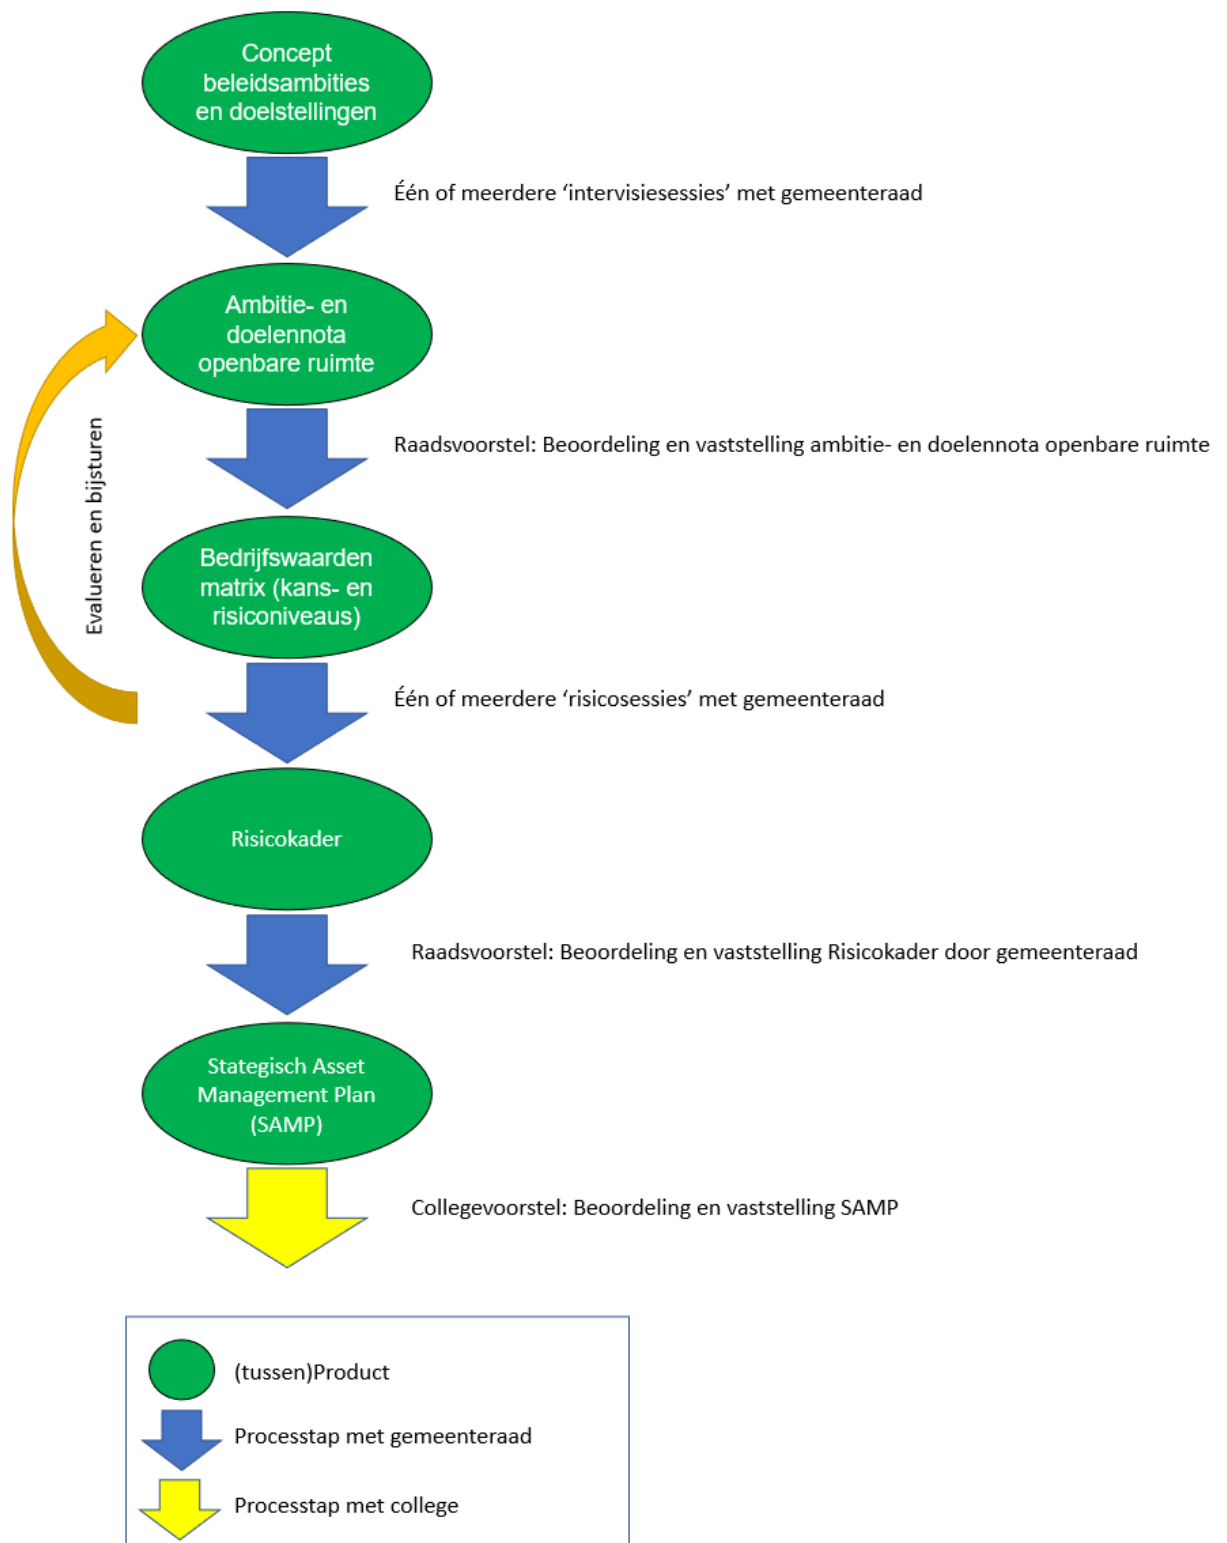 Concept
beleidsambities
en doelstellingen
Één of meerdere ‘intervisiesessies’ met gemeenteraad
Ambitie- en
doelennota
openbare ruimte
Raadsvoorstel: Beoordeling en vaststelling ambitie- en doelennota openbare ruimte
Evalueren en bijsturen
Bedrijfswaarden
matrix (kans- en
risiconiveaus)
Één of meerdere ‘risicosessies’ met gemeenteraad
Risicokader
Raadsvoorstel: Beoordeling en vaststelling Risicokader door gemeenteraad
Stategisch Asset
Management Plan
(SAMP)
Collegevoorstel: Beoordeling en vaststelling SAMP
(tussen)Product
Processtap met gemeenteraad
Processtap met college